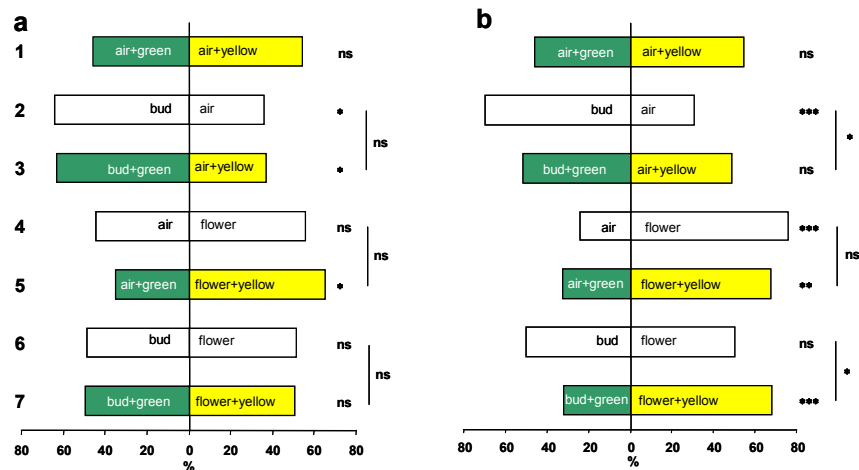 a
b
1 air+green air+yellow ns air+green air+yellow ns
2 bud air * bud air ***
ns *
3 bud+green air+yellow * bud+green air+yellow ns
4 air flower ns air flower ***
ns ns
5 air+green flower+yellow * air+green flower+yellow **
6 bud flower ns bud flower ns
ns *
7 bud+green flower+yellow ns bud+green flower+yellow ***
80 60 40 20 0 20 40 60 80 80 60 40 20 0 20 40 60 80
% %